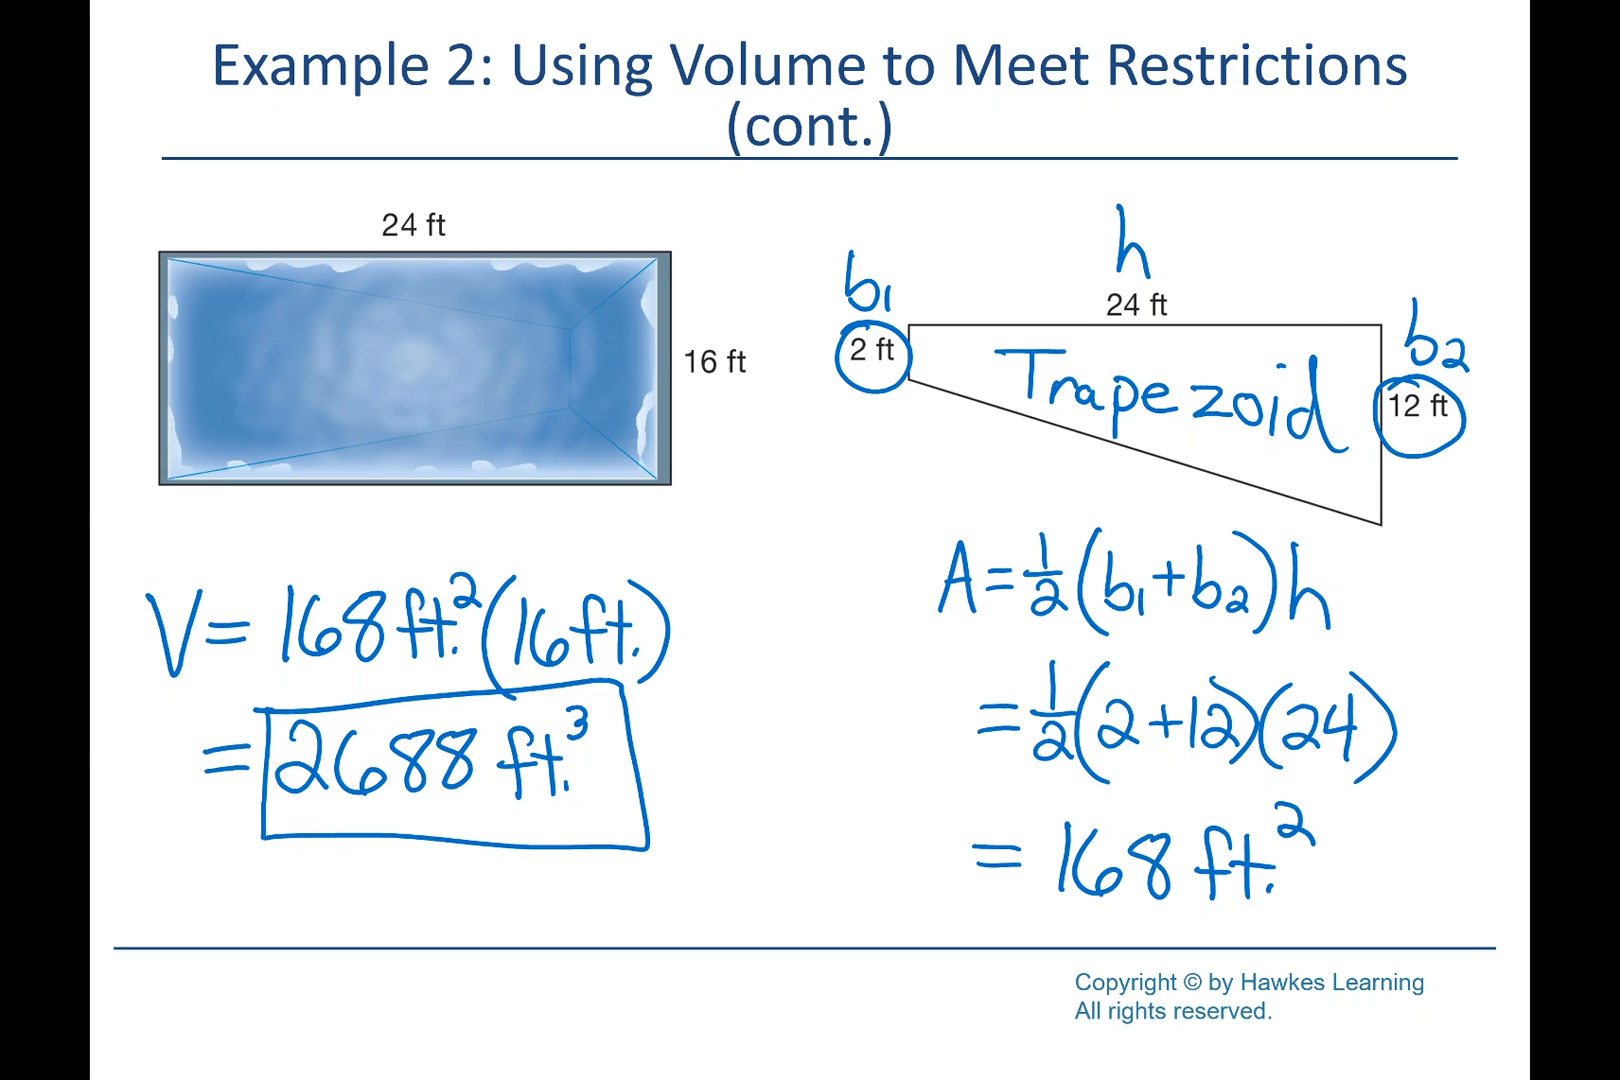 Example 2: Using Volume to Meet Restrictions
(cont.)
24 ft
16 ft
h
b₁
24 ft
b₂
2 ft
Trapezoid
12 ft
V = 168 ft.² (16 ft.)
= 2688 ft.³
A = ½ (b₁ + b₂) h
= ½ (2 + 12)(24)
= 168 ft.²
Copyright © by Hawkes Learning
All rights reserved.